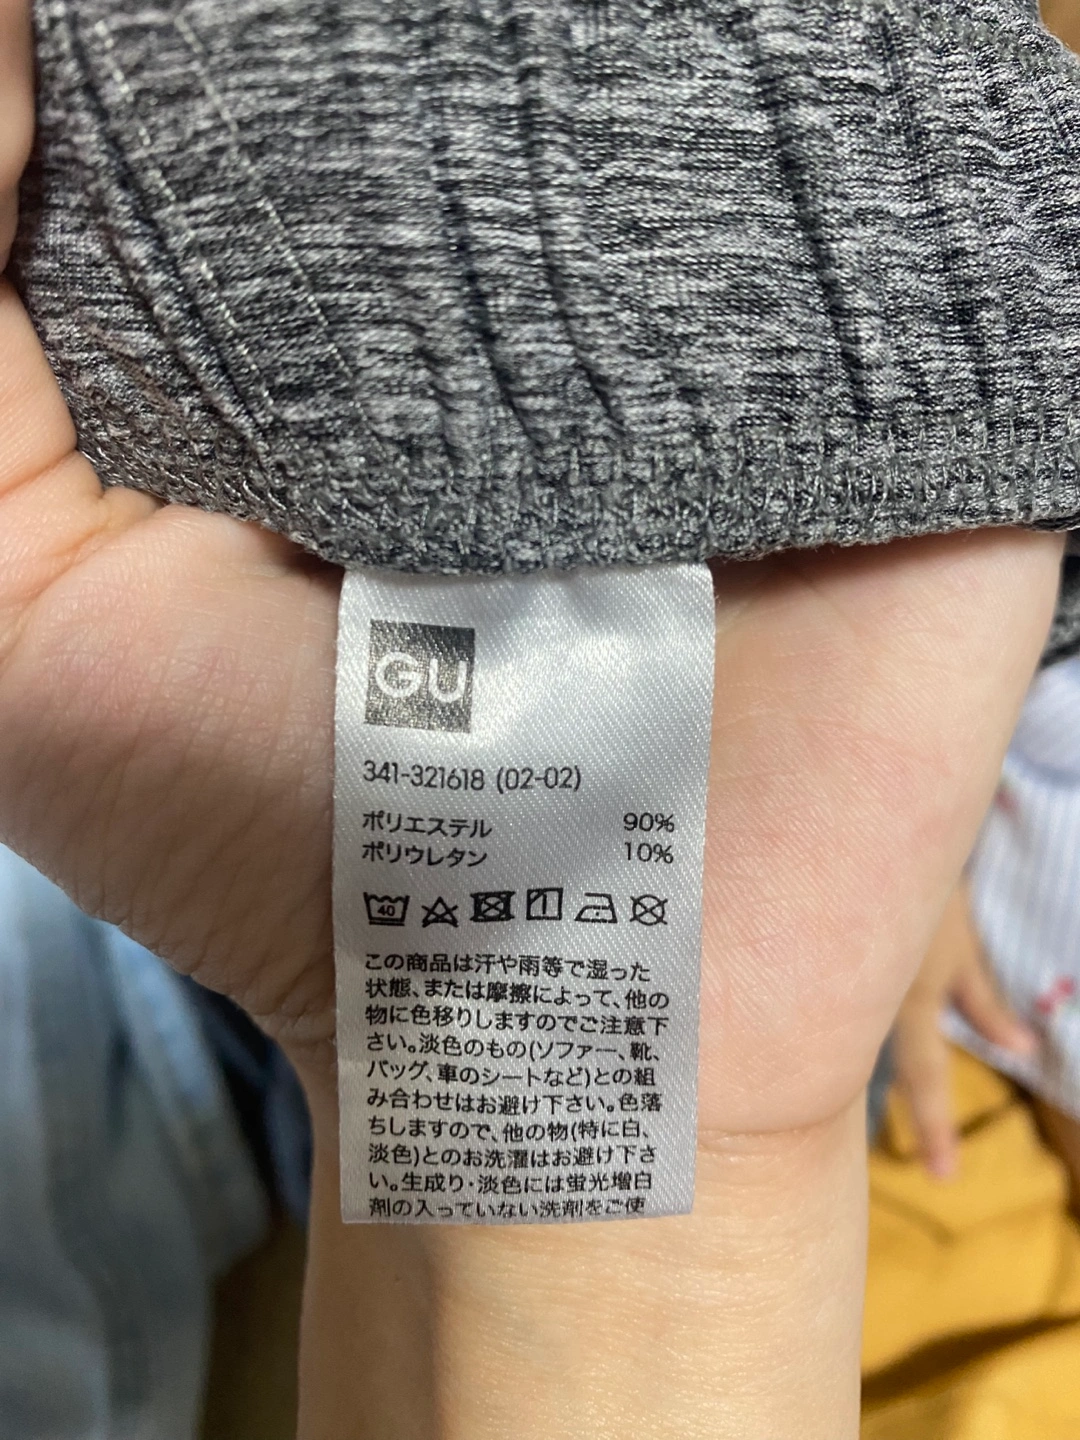 GU
341-321618 (02-02)
ポリエステル 90%
ポリウレタン 10%
40
この商品は汗や雨等で湿った
状態、または摩擦によって、他の
物に色移りしますのでご注意下
さい。淡色のもの(ソファー、靴、
バッグ、車のシートなど)との組
み合わせはお避け下さい。色落
ちしますので、他の物(特に白、
淡色)とのお洗濯はお避け下さ
い。生成り・淡色には蛍光増白
剤の入っていない洗剤をご使